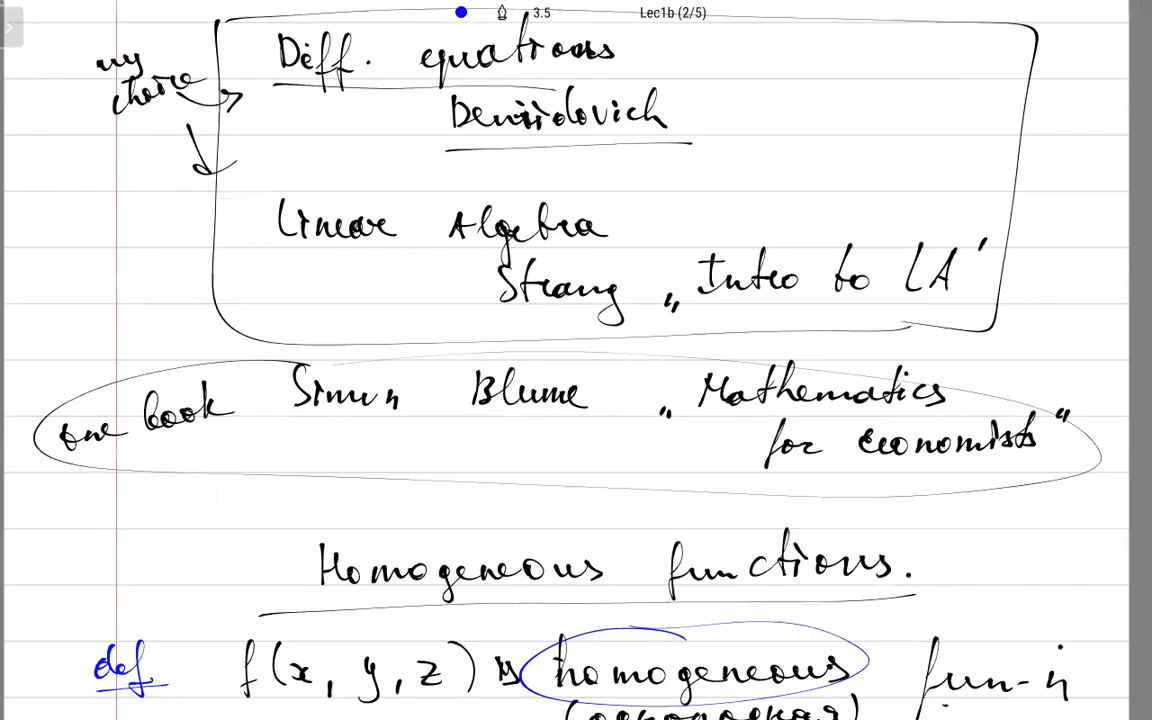 3.5 Lec1b (2/5)
my choice
Diff. equations
Demidovich
Linear Algebra
Strang „Intro to LA"
one book Simon Blume „Mathematics
for economists"
Homogeneous functions.
def f(x, y, z) is homogeneous fun-n